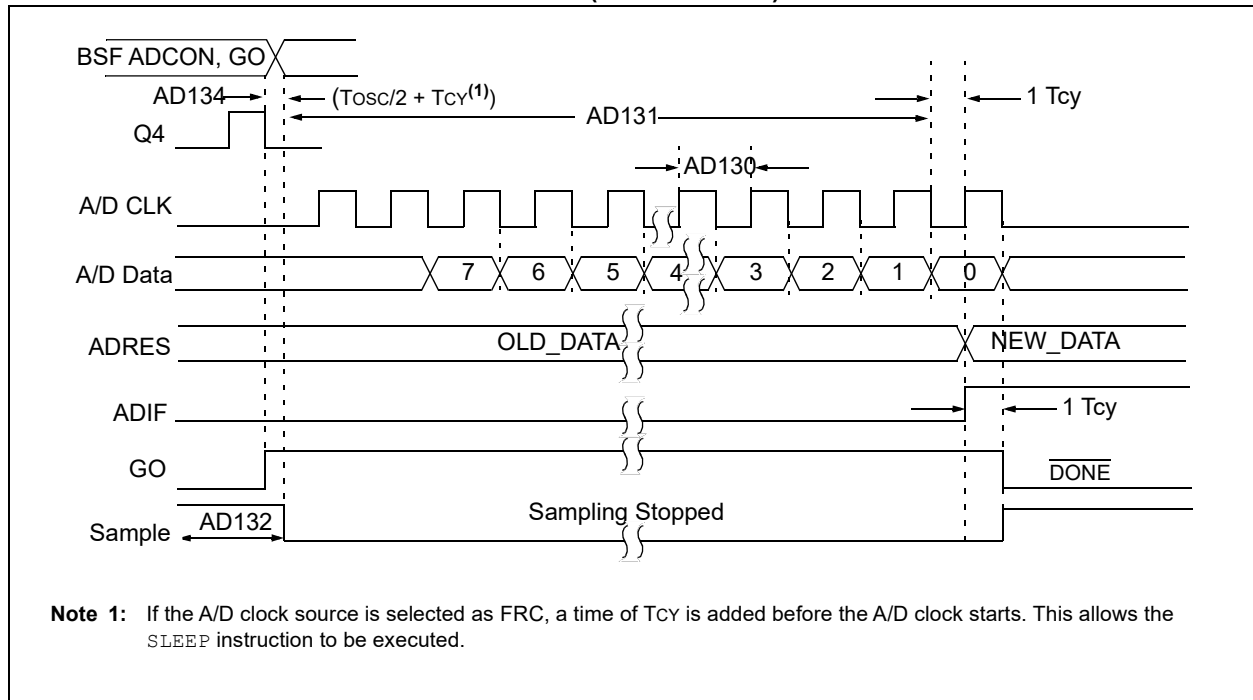 BSF ADCON, GO
AD134 (TOSC/2 + TCY(1)) 1 Tcy
AD131
Q4
AD130
A/D CLK
A/D Data 7 6 5 4 3 2 1 0
ADRES OLD_DATA NEW_DATA
ADIF 1 Tcy
GO DONE
Sample AD132 Sampling Stopped
Note 1: If the A/D clock source is selected as FRC, a time of TCY is added before the A/D clock starts. This allows the
SLEEP instruction to be executed.